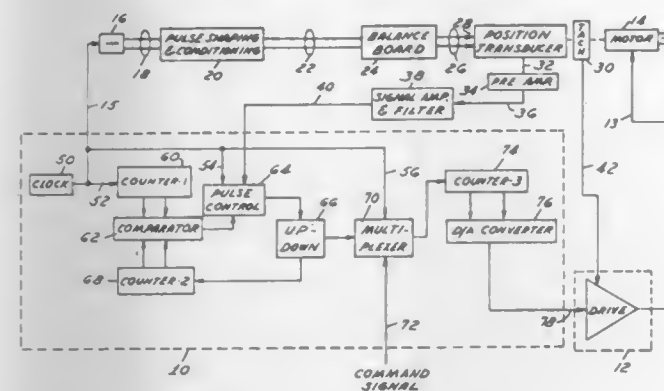 16
PULSE SHAPING
& CONDITIONING
BALANCE
BOARD
28
POSITION
TRANSDUCER
TACH
14
MOTOR
18
20
22
24
26
32
30
34
PRE AMP.
38
SIGNAL AMP.
& FILTER
36
40
15
13
42
50
CLOCK
52
60
COUNTER-1
54
64
PULSE
CONTROL
56
74
COUNTER-3
62
COMPARATOR
66
UP-
DOWN
70
MULTI-
PLEXER
76
D/A CONVERTER
68
COUNTER-2
72
78
DRIVE
10
12
COMMAND
SIGNAL